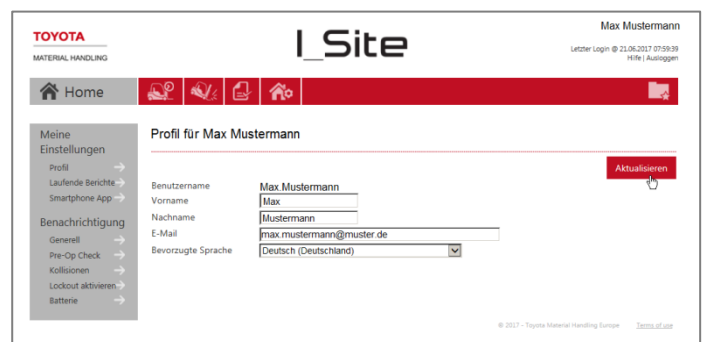 Max Mustermann
TOYOTA
MATERIAL HANDLING
I_Site
Letzter Login @ 21.06.2017 07:59:39
Hilfe | Ausloggen
Home
Meine
Einstellungen
Profil
Laufende Berichte
Smartphone App
Benachrichtigung
Generell
Pre-Op Check
Kollisionen
Lockout aktivieren
Batterie
Profil für Max Mustermann
Aktualisieren
Benutzername Max.Mustermann
Vorname Max
Nachname Mustermann
E-Mail max.mustermann@muster.de
Bevorzugte Sprache Deutsch (Deutschland)
© 2017 - Toyota Material Handling Europe Terms of use